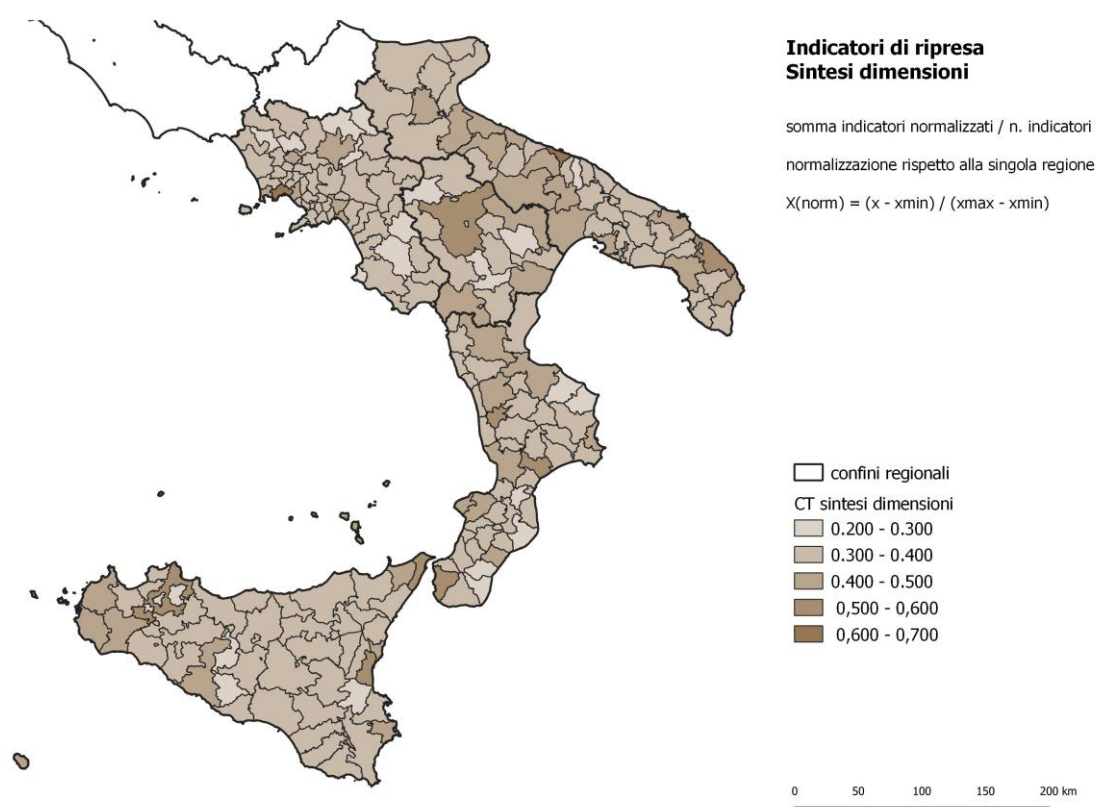 Indicatori di ripresa
Sintesi dimensioni
somma indicatori normalizzati / n. indicatori
normalizzazione rispetto alla singola regione
X(norm) = (x - xmin) / (xmax - xmin)
confini regionali
CT sintesi dimensioni
0.200 - 0.300
0.300 - 0.400
0.400 - 0.500
0,500 - 0,600
0,600 - 0,700
0 50 100 150 200 km